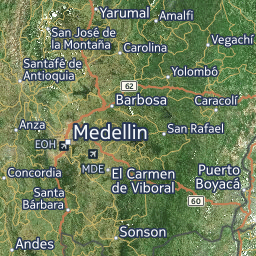 Yarumal
Amalfi
San José de
la Montaña
Carolina
Vegachí
Santafé de
Antioquia
Yolombó
62
Barbosa
Caracolí
Anza
Medellin
San Rafael
EOH
MDE
Concordia
El Carmen
de Viboral
Puerto
Boyacá
Santa
Bárbara
60
Sonson
Andes